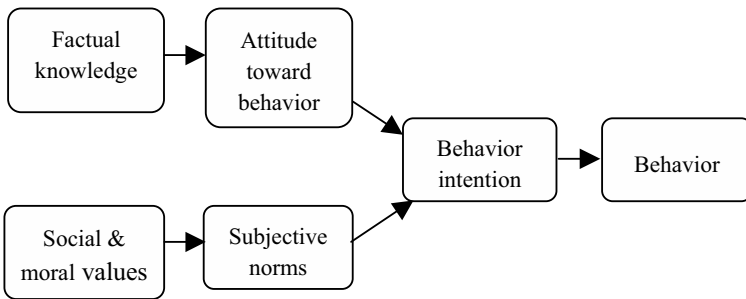 Factual
knowledge
Attitude
toward
behavior
Behavior
intention
Behavior
Social &
moral values
Subjective
norms